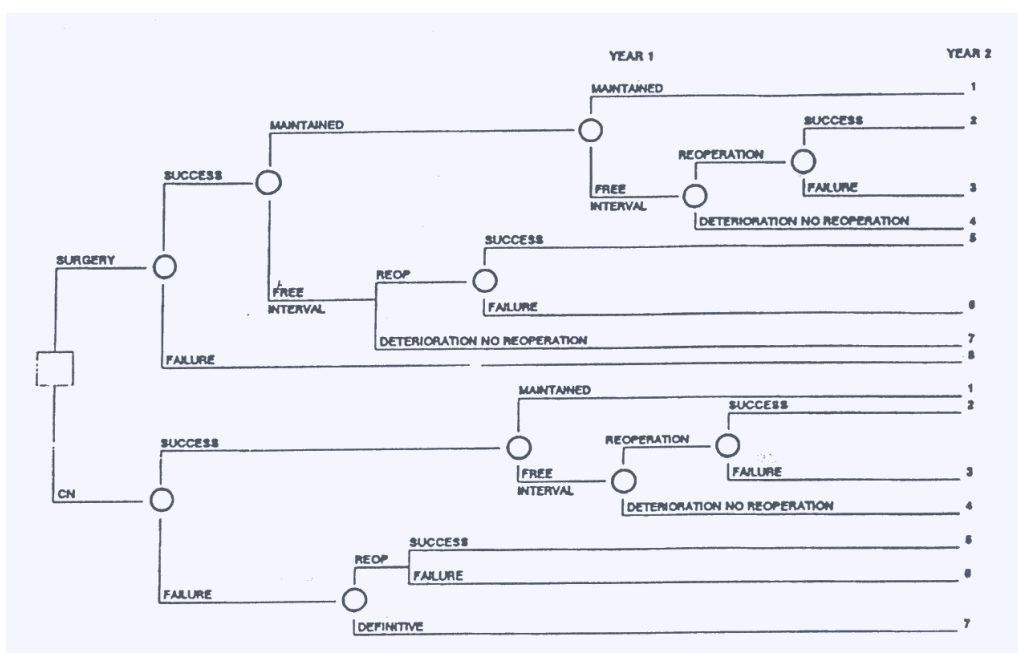 YEAR 1
YEAR 2
MAINTAINED
1
SUCCESS
2
MAINTAINED
REOPERATION
SUCCESS
FREE
INTERVAL
FAILURE
3
DETERIORATION NO REOPERATION
4
SUCCESS
5
SURGERY
REOP
FREE
INTERVAL
FAILURE
6
DETERIORATION NO REOPERATION
7
FAILURE
8
MAINTAINED
1
SUCCESS
2
SUCCESS
REOPERATION
FREE
INTERVAL
FAILURE
3
CN
DETERIORATION NO REOPERATION
4
SUCCESS
5
REOP
FAILURE
6
FAILURE
DEFINITIVE
7